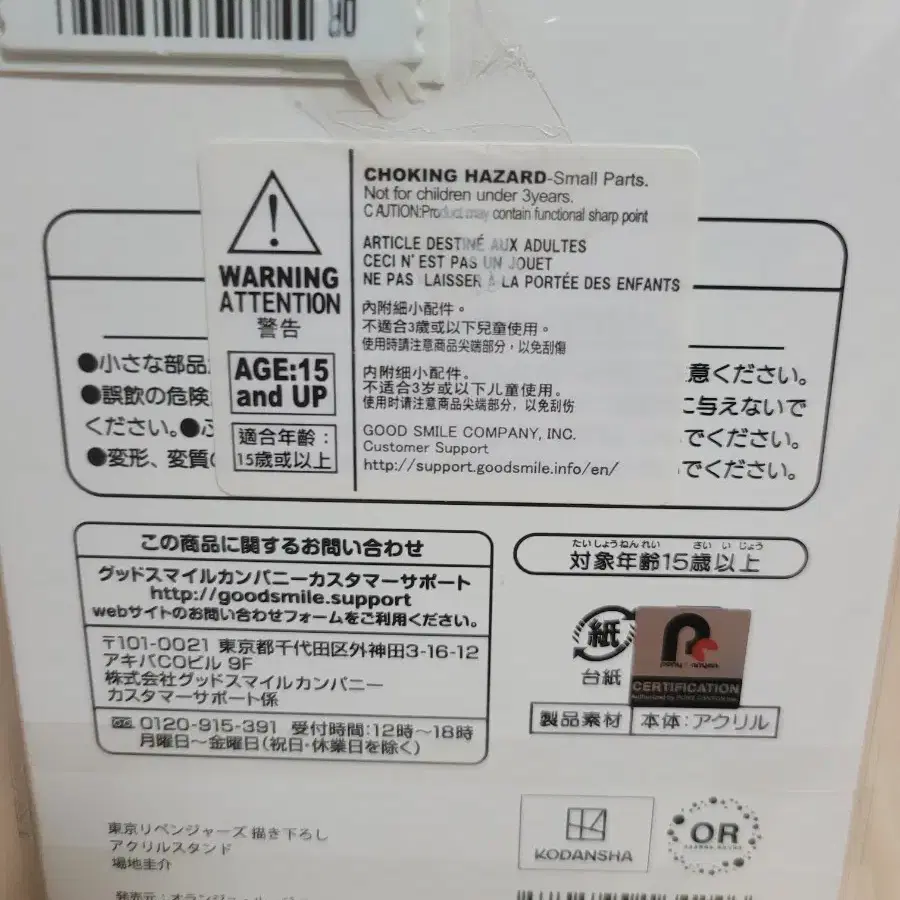 CHOKING HAZARD-Small Parts.
Not for children under 3years.
CAUTION:Product may contain functional sharp point
ARTICLE DESTINÉ AUX ADULTES
CECI N'EST PAS UN JOUET
NE PAS LAISSER À LA PORTÉE DES ENFANTS
內附細小配件。
不適合3歲或以下兒童使用。
使用時請注意商品尖端部分，以免刮傷
内附细小配件。
不适合3岁或以下儿童使用。
使用时请注意商品尖端部分，以免刮伤
GOOD SMILE COMPANY, INC.
Customer Support
http://support.goodsmile.info/en/
WARNING
ATTENTION
警告
AGE:15
and UP
適合年齡：
15歲或以上
●小さな部品
意ください。
●誤飲の危険
に与えないで
ください。●
でください。
●変形、変質
でください。
この商品に関するお問い合わせ
グッドスマイルカンパニーカスタマーサポート
http://goodsmile.support
webサイトのお問い合わせフォームをご利用ください。
〒101-0021 東京都千代田区外神田3-16-12
アキバCOビル 9F
株式会社グッドスマイルカンパニー
カスタマーサポート係
0120-915-391 受付時間：12時～18時
月曜日～金曜日（祝日・休業日を除く）
たいしょうねんれい さい いじょう
対象年齢15歳以上
紙
台紙
CERTIFICATION
製品素材 本体：アクリル
東京リベンジャーズ 描き下ろし
アクリルスタンド
場地圭介
KODANSHA
OR